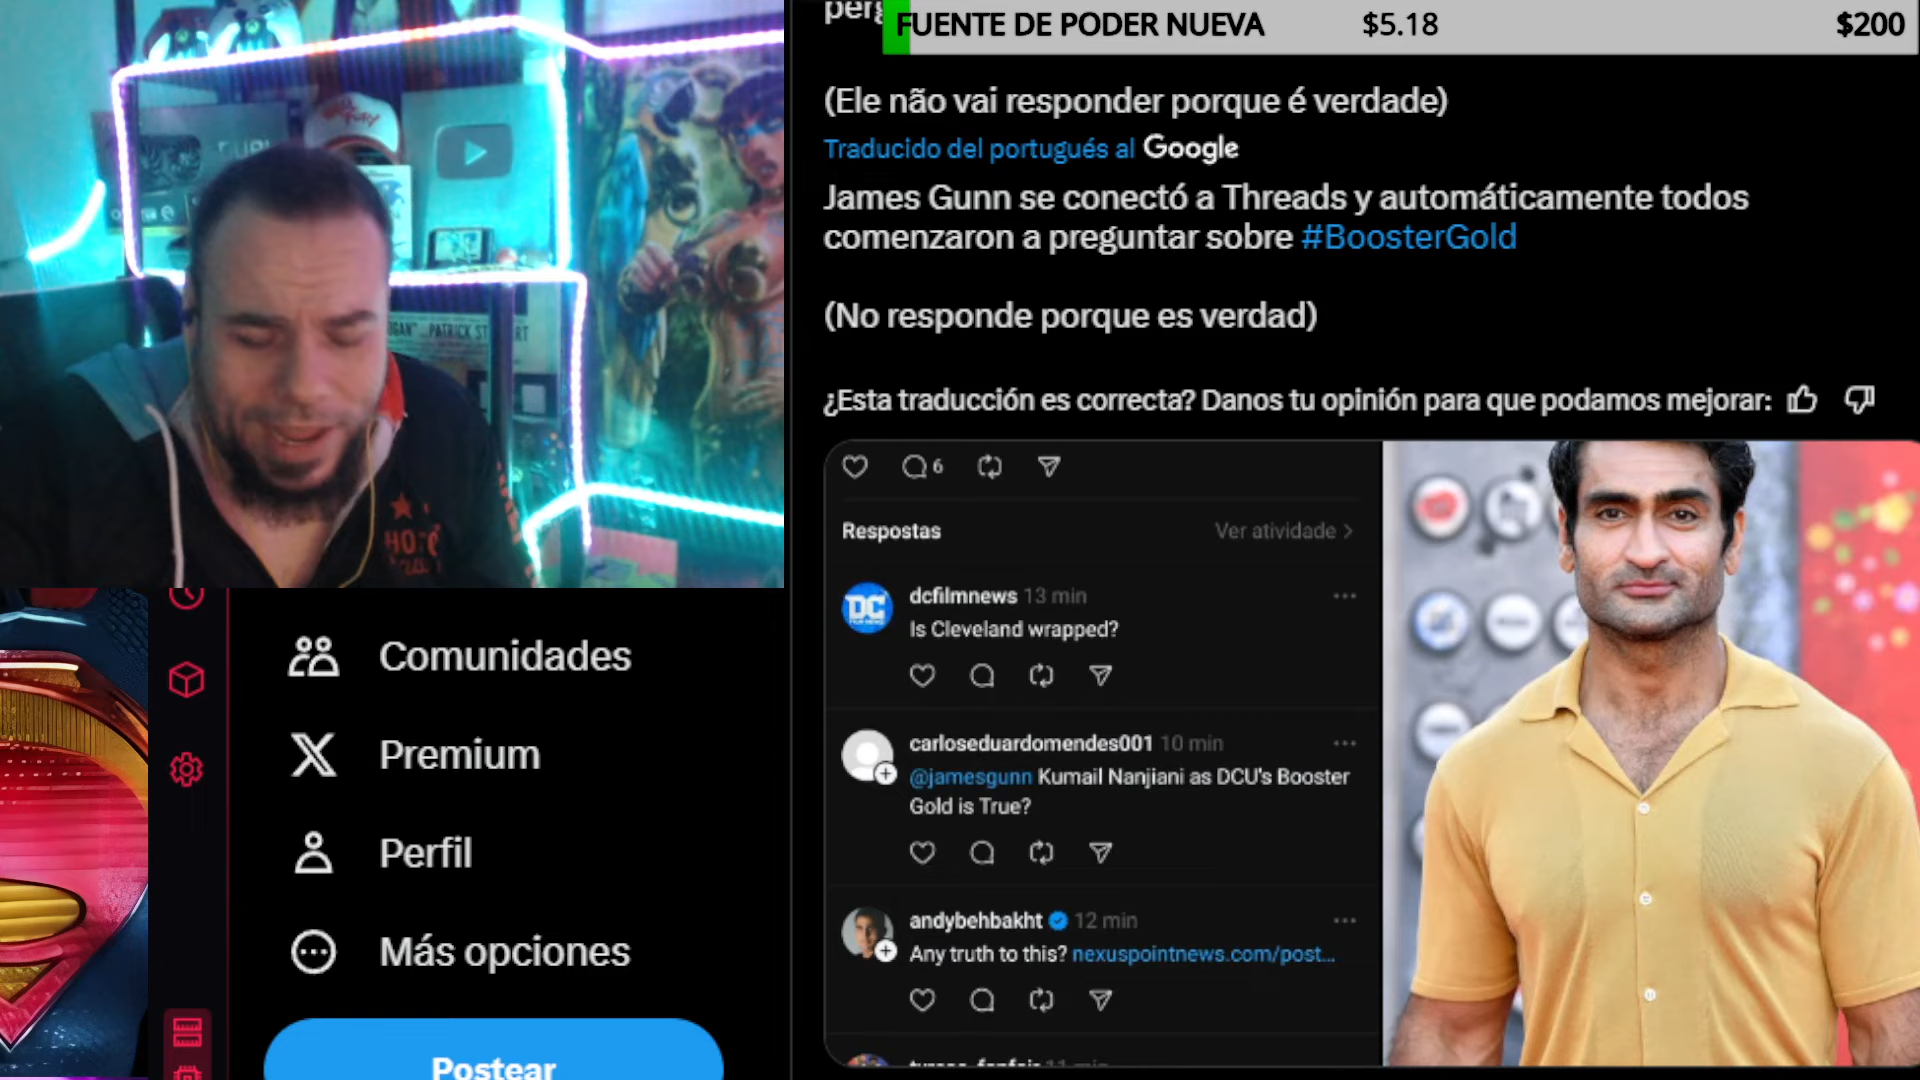 FUENTE DE PODER NUEVA $5.18 $200
(Ele não vai responder porque é verdade)
Traducido del portugués al Google
James Gunn se conectó a Threads y automáticamente todos
comenzaron a preguntar sobre #BoosterGold
(No responde porque es verdad)
¿Esta traducción es correcta? Danos tu opinión para que podamos mejorar:
6
Respostas Ver atividade
dcfilmnews 13 min
Is Cleveland wrapped?
carloseduardomendes001 10 min
@jamesgunn Kumail Nanjiani as DCU's Booster
Gold is True?
andybehbakht 12 min
Any truth to this? nexuspointnews.com/post...
Comunidades
Premium
Perfil
Más opciones
Postear
DC
PATRICK